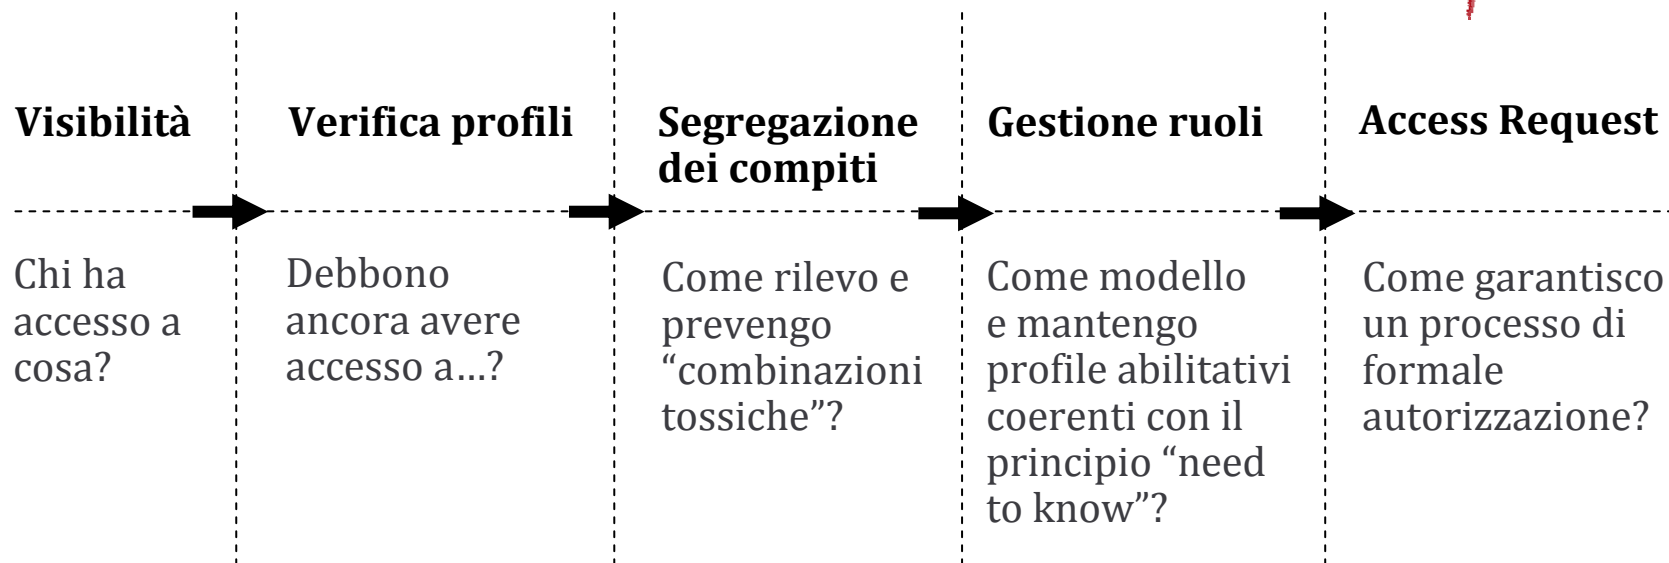 Visibilità
Verifica profili
Segregazione
dei compiti
Gestione ruoli
Access Request
Chi ha
accesso a
cosa?
Debbono
ancora avere
accesso a...?
Come rilevo e
prevengo
“combinazioni
tossiche”?
Come modello
e mantengo
profile abilitativi
coerenti con il
principio “need
to know”?
Come garantisco
un processo di
formale
autorizzazione?